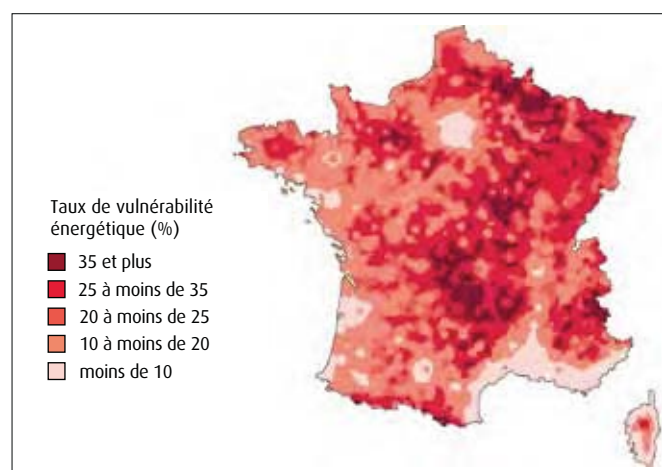 Taux de vulnérabilité
énergétique (%)
35 et plus
25 à moins de 35
20 à moins de 25
10 à moins de 20
moins de 10